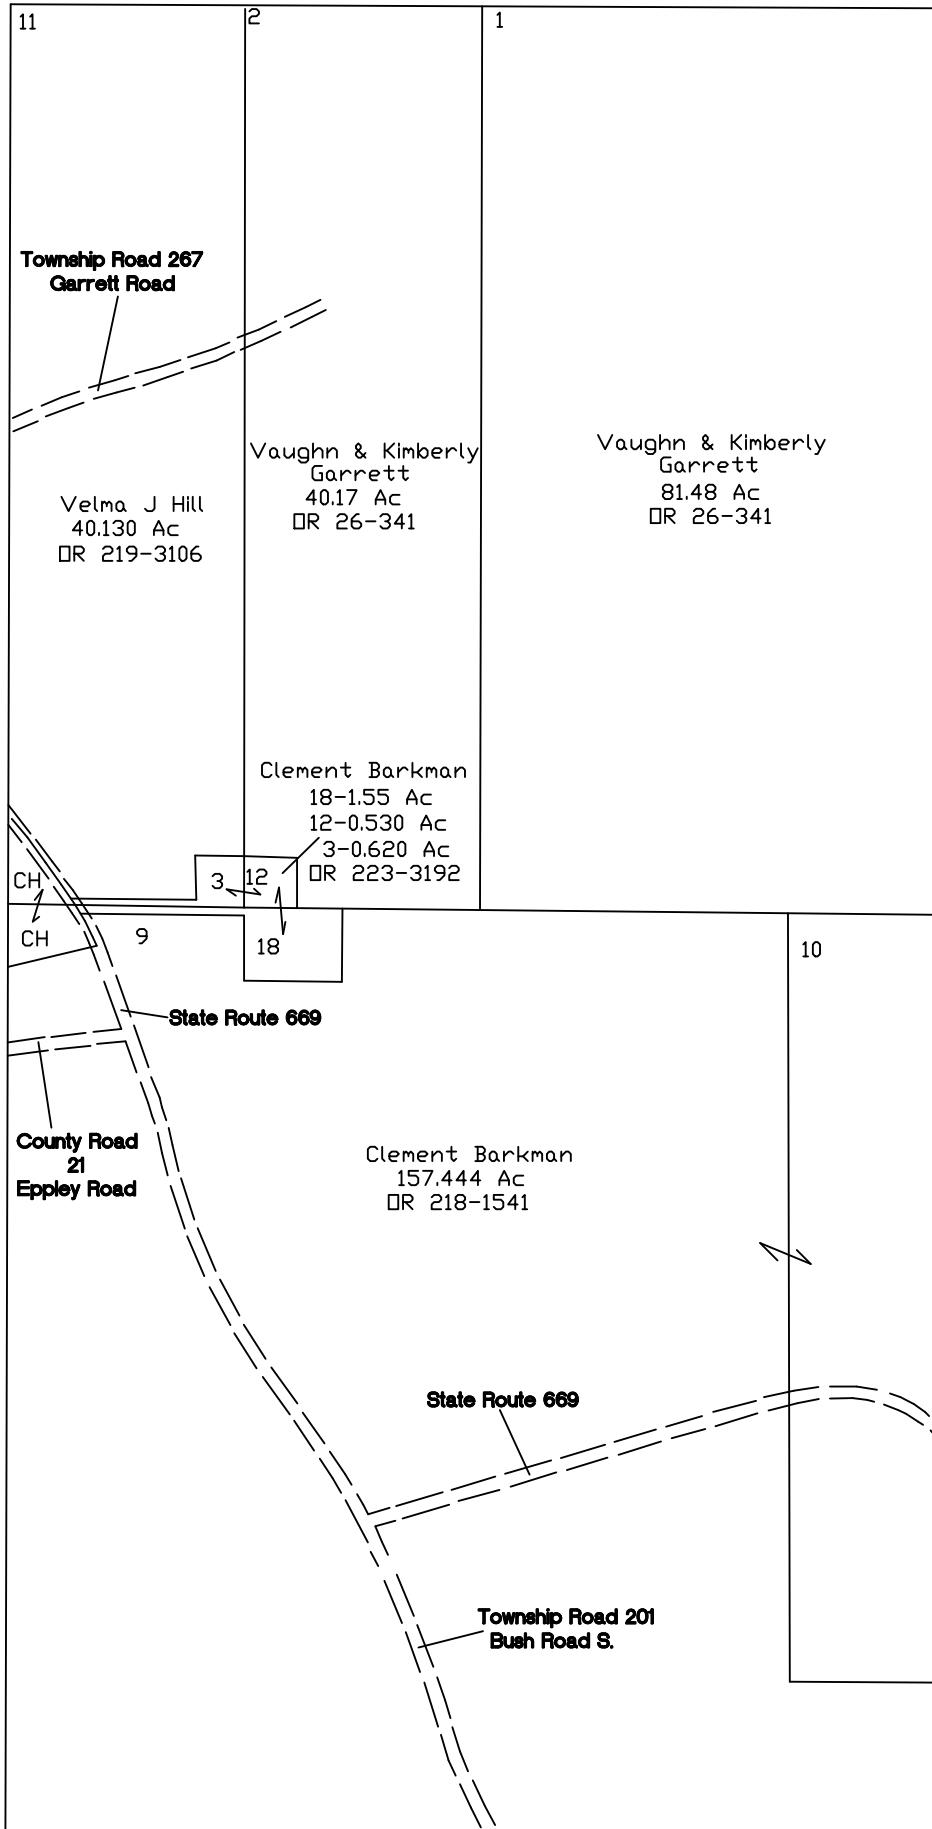 11
2
1
Township Road 267
Garrett Road
Vaughn & Kimberly
Garrett
40.17 Ac
OR 26-341
Vaughn & Kimberly
Garrett
81.48 Ac
OR 26-341
Velma J Hill
40.130 Ac
OR 219-3106
Clement Barkman
18-1.55 Ac
12-0.530 Ac
3-0.620 Ac
OR 223-3192
CH
3
12
CH
9
18
10
State Route 669
County Road
21
Eppley Road
Clement Barkman
157.444 Ac
OR 218-1541
State Route 669
Township Road 201
Bush Road S.